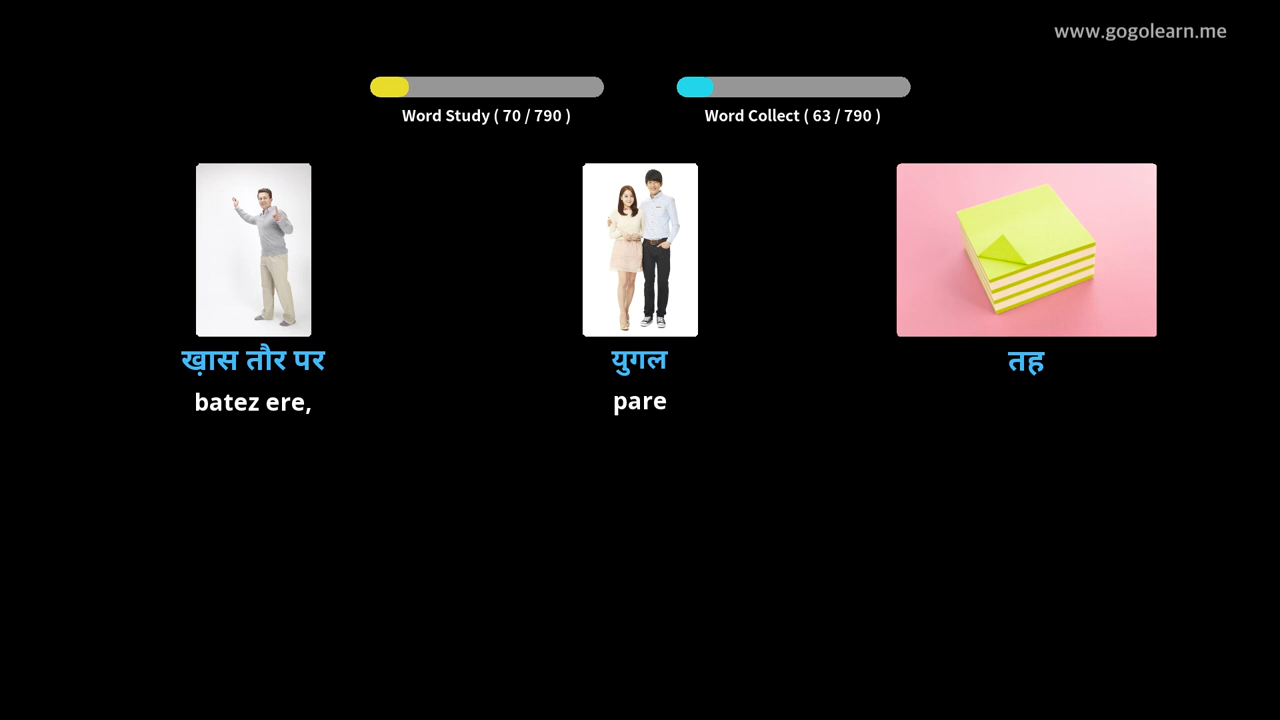 www.gogolearn.me
Word Study ( 70 / 790 )
Word Collect ( 63 / 790 )
ख़ास तौर पर
युगल
तह
batez ere,
pare